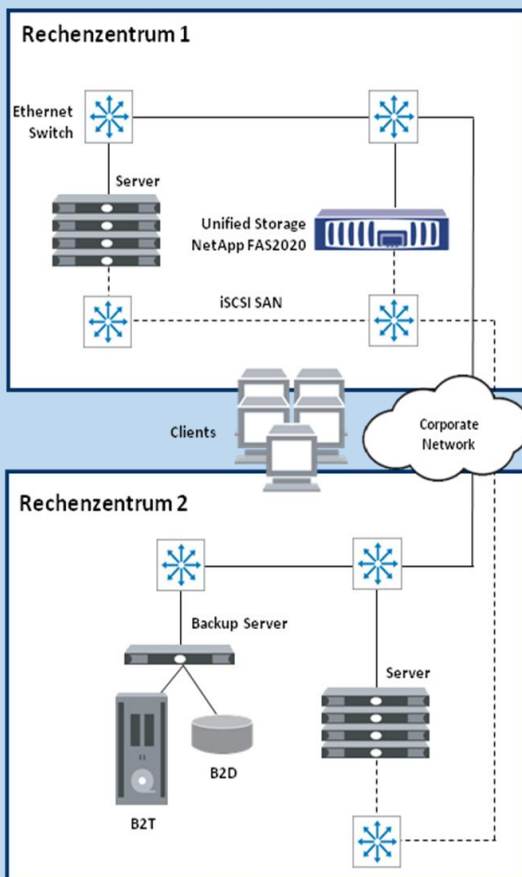 Rechenzentrum 1
Ethernet
Switch
Server
Unified Storage
NetApp FAS2020
iSCSI SAN
Clients
Corporate
Network
Rechenzentrum 2
Backup Server
Server
B2D
B2T